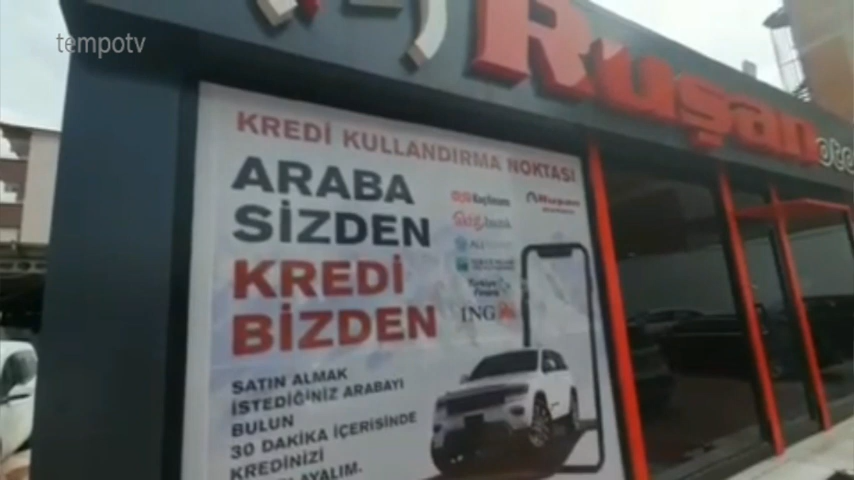 tempotv
Ruşan
oto
KREDİ KULLANDIRMA NOKTASI
ARABA
SİZDEN
KREDİ
BİZDEN
ING
SATIN ALMAK
İSTEDİĞİNİZ ARABAYI
BULUN
30 DAKİKA İÇERİSİNDE
KREDİNİZİ